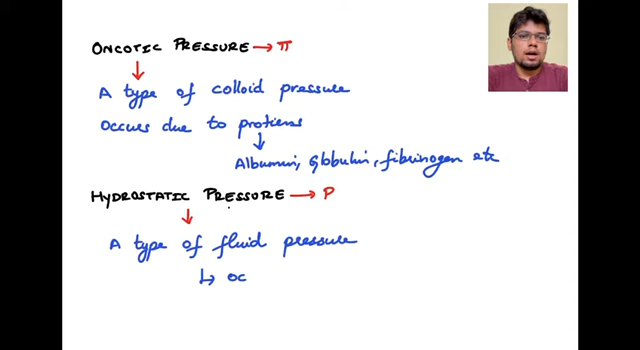 ONCOTIC PRESSURE → π
A type of colloid pressure
Occurs due to protiens
Albumin, Globulin, fibrinogen etc
HYDROSTATIC PRESSURE → P
A type of fluid pressure
↳ oc